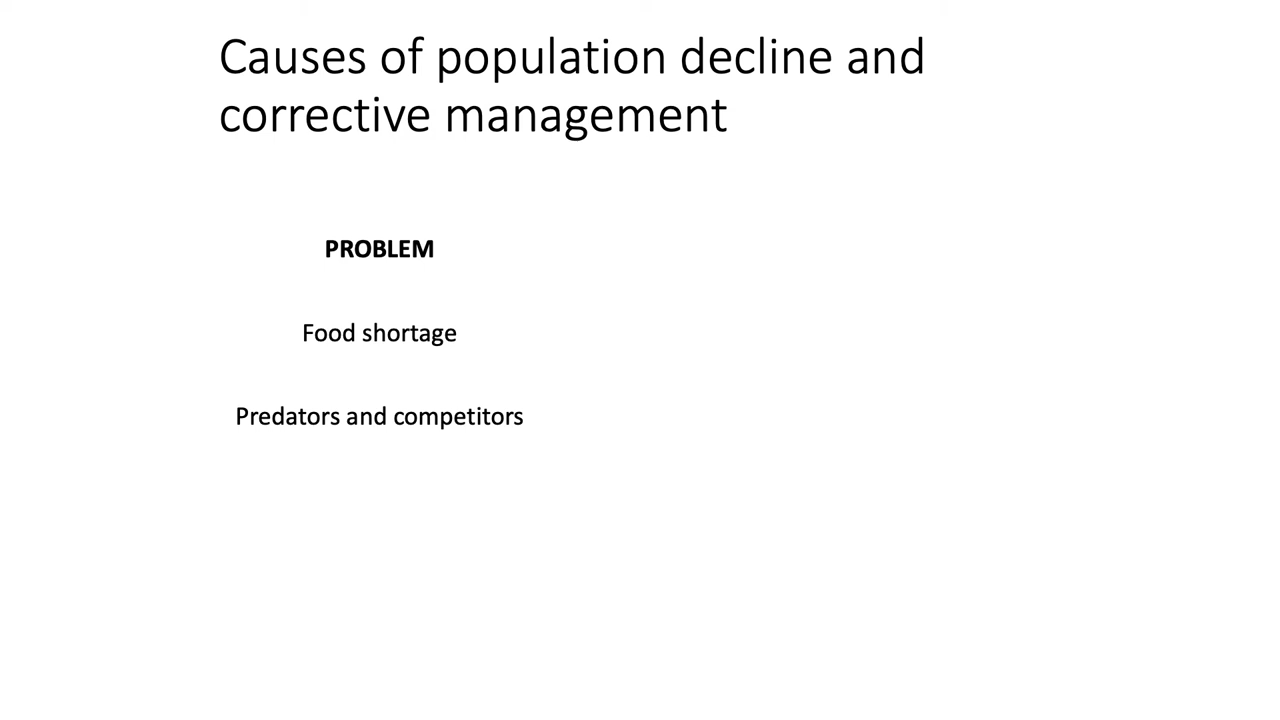 Causes of population decline and
corrective management
PROBLEM
Food shortage
Predators and competitors